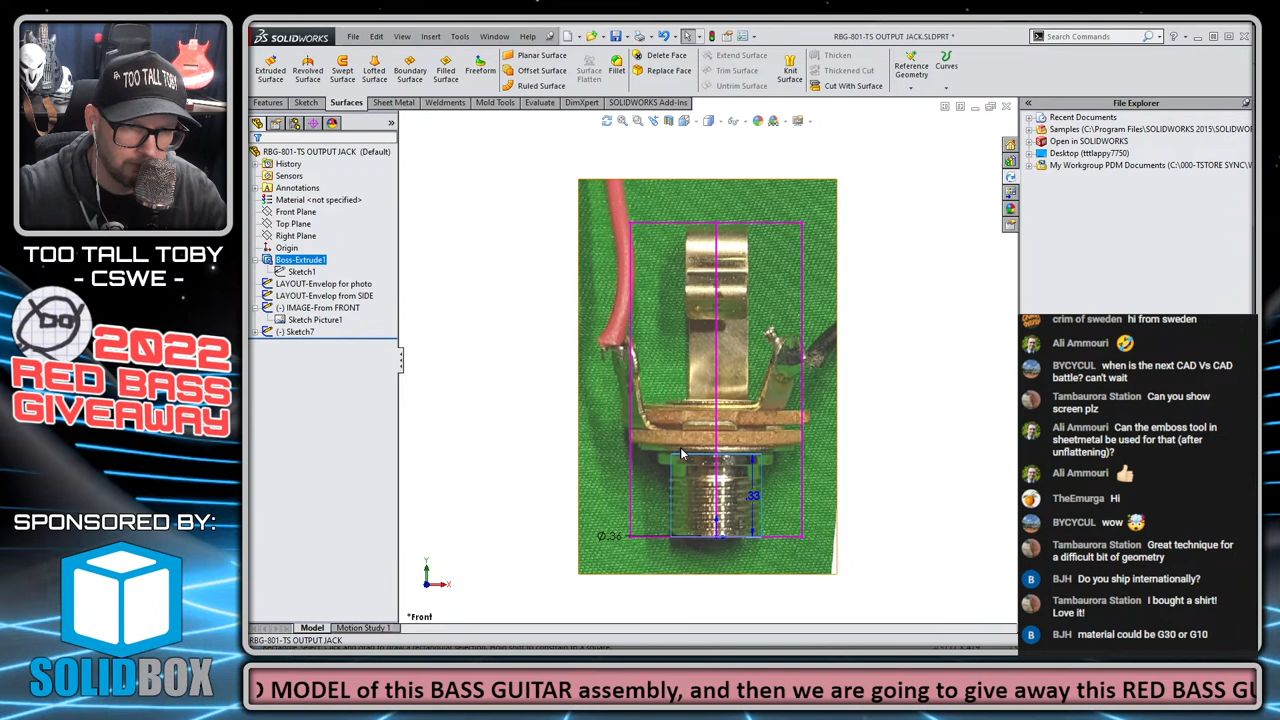 TOO TALL TOBY
TOO TALL TOBY
- CSWE -
2022
RED BASS
GIVEAWAY
SPONSORED BY:
SOLIDBOX
SOLIDWORKS
File
Edit
View
Insert
Tools
Window
Help
RBG-801-TS OUTPUT JACK.SLDPRT *
Search Commands
Extruded Surface
Revolved Surface
Swept Surface
Lofted Surface
Boundary Surface
Filled Surface
Freeform
Planar Surface
Offset Surface
Ruled Surface
Surface Flatten
Fillet
Delete Face
Replace Face
Extend Surface
Trim Surface
Untrim Surface
Knit Surface
Thicken
Thickened Cut
Cut With Surface
Reference Geometry
Curves
Features
Sketch
Surfaces
Sheet Metal
Weldments
Mold Tools
Evaluate
DimXpert
SOLIDWORKS Add-Ins
RBG-801-TS OUTPUT JACK (Default)
History
Sensors
Annotations
Material <not specified>
Front Plane
Top Plane
Right Plane
Origin
Boss-Extrude1
Sketch1
LAYOUT-Envelop for photo
LAYOUT-Envelop from SIDE
(-) IMAGE-From FRONT
Sketch Picture1
(-) Sketch7
.33
Ø.36
Y
X
*Front
Model
Motion Study 1
RBG-801-TS OUTPUT JACK
File Explorer
Recent Documents
Samples (C:\Program Files\SOLIDWORKS 2015\SOLIDWO
Open in SOLIDWORKS
Desktop (tttlappy7750)
My Workgroup PDM Documents (C:\000-TSTORE SYNC\W
crim of sweden hi from sweden
Ali Ammouri 🤣
BYCYCUL when is the next CAD Vs CAD
battle? can't wait
Tambaurora Station Can you show
screen plz
Ali Ammouri Can the emboss tool in
sheetmetal be used for that (after
unflattening)?
Ali Ammouri 👍
TheEmurga Hi
BYCYCUL wow 🤯
Tambaurora Station Great technique for
a difficult bit of geometry
B BJH Do you ship internationally?
Tambaurora Station I bought a shirt!
Love it!
B BJH material could be G30 or G10
MODEL of this BASS GUITAR assembly, and then we are going to give away this RED BASS